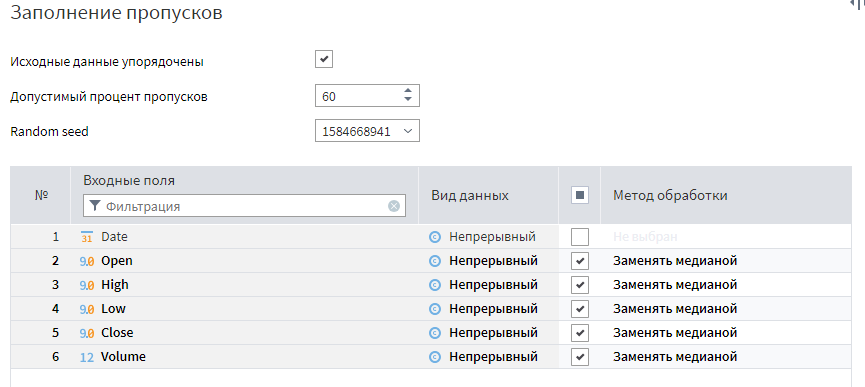 Заполнение пропусков
Исходные данные упорядочены
Допустимый процент пропусков 60
Random seed 1584668941
№ Входные поля Вид данных Метод обработки
Фильтрация
1 31 Date Непрерывный Не выбран
2 9.0 Open Непрерывный Заменять медианой
3 9.0 High Непрерывный Заменять медианой
4 9.0 Low Непрерывный Заменять медианой
5 9.0 Close Непрерывный Заменять медианой
6 12 Volume Непрерывный Заменять медианой